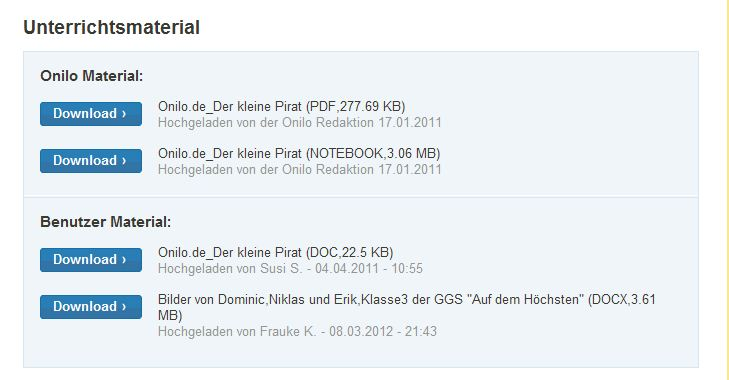 Unterrichtsmaterial
Onilo Material:
Download ›
Onilo.de_Der kleine Pirat (PDF,277.69 KB)
Hochgeladen von der Onilo Redaktion 17.01.2011
Download ›
Onilo.de_Der kleine Pirat (NOTEBOOK,3.06 MB)
Hochgeladen von der Onilo Redaktion 17.01.2011
Benutzer Material:
Download ›
Onilo.de_Der kleine Pirat (DOC,22.5 KB)
Hochgeladen von Susi S. - 04.04.2011 - 10:55
Download ›
Bilder von Dominic,Niklas und Erik,Klasse3 der GGS "Auf dem Höchsten" (DOCX,3.61
MB)
Hochgeladen von Frauke K. - 08.03.2012 - 21:43